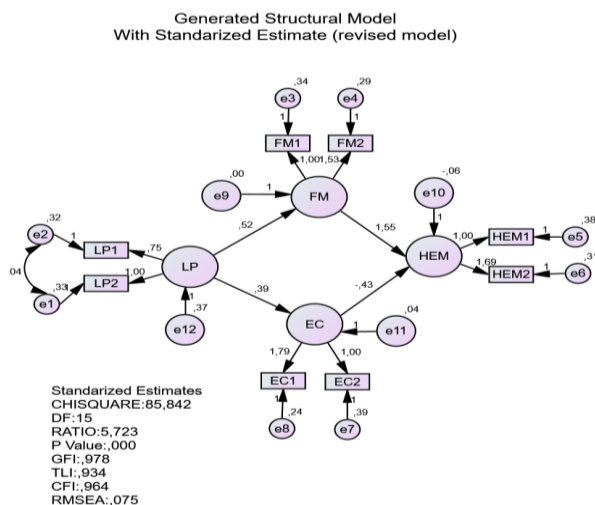 Generated Structural Model
With Standarized Estimate (revised model)
,34
,29
e3
e4
1
1
FM1
FM2
,00
1,00
1,53
-,06
e9
1
FM
e10
,32
1
,38
e2
1
,52
1,55
1,00
HEM1
1
e5
LP1
,75
HEM
LP
1,69
04
LP2
1,00
HEM2
1
e6
,33
e1
,39
-,43
1
,37
,04
e12
EC
1
e11
1,79
1,00
EC1
EC2
1
1
,24
,39
e8
e7
Standarized Estimates
CHISQUARE:85,842
DF:15
RATIO:5,723
P Value:,000
GFI:,978
TLI:,934
CFI:,964
RMSEA:,075